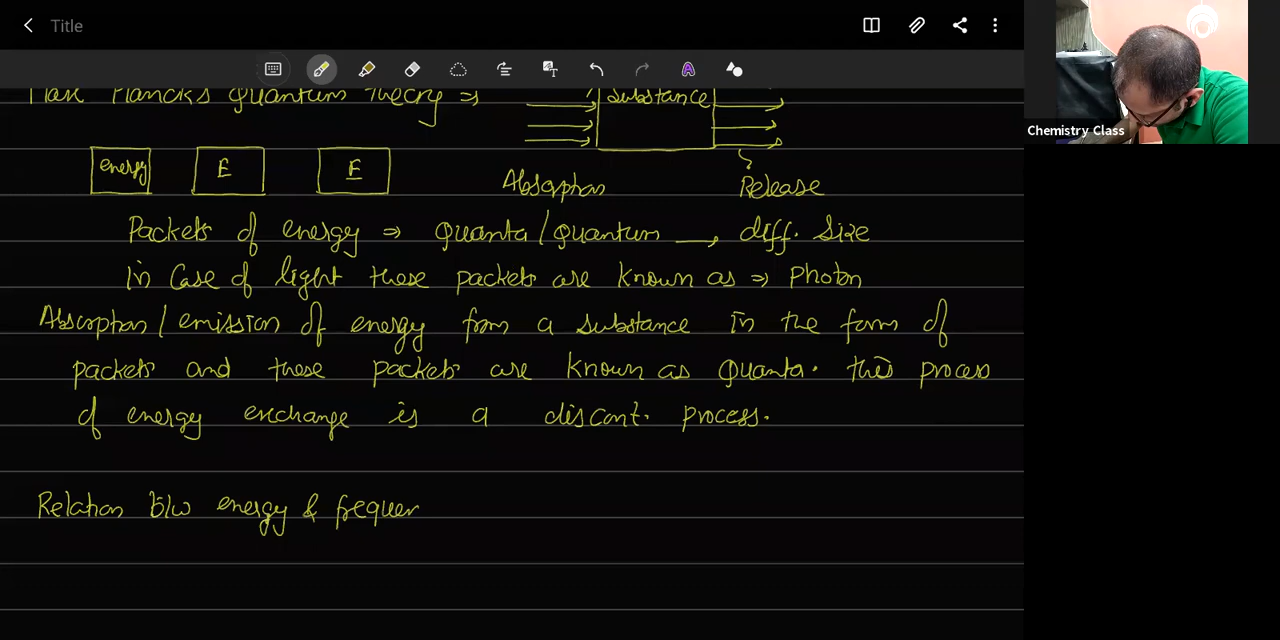 Title
Max Planck's Quantum Theory ⇒ Substance
energy E E
Absorption Release
Packets of energy ⇒ Quanta/Quantum → diff. Size
in Case of light these packets are known as ⇒ Photon
Absorption/emission of energy from a substance in the form of
packets and these packets are known as Quanta. this process
of energy exchange is a discont. process.
Relation b/w energy & frequen
Chemistry Class